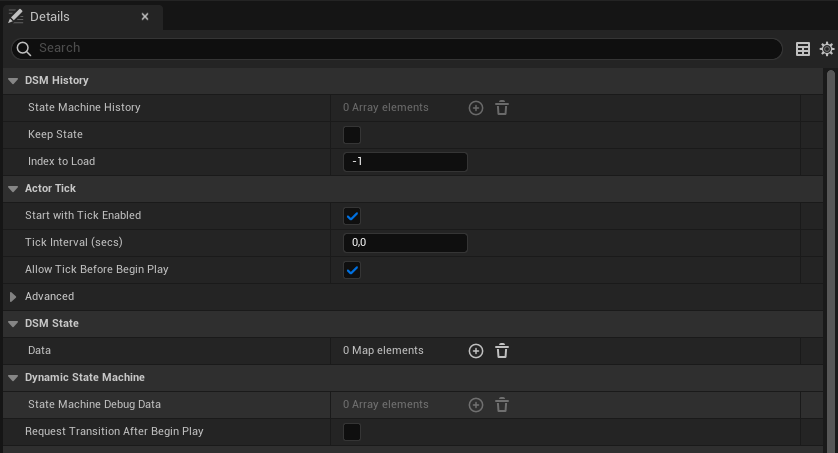 Details
Search
DSM History
State Machine History 0 Array elements
Keep State
Index to Load -1
Actor Tick
Start with Tick Enabled
Tick Interval (secs) 0,0
Allow Tick Before Begin Play
Advanced
DSM State
Data 0 Map elements
Dynamic State Machine
State Machine Debug Data 0 Array elements
Request Transition After Begin Play